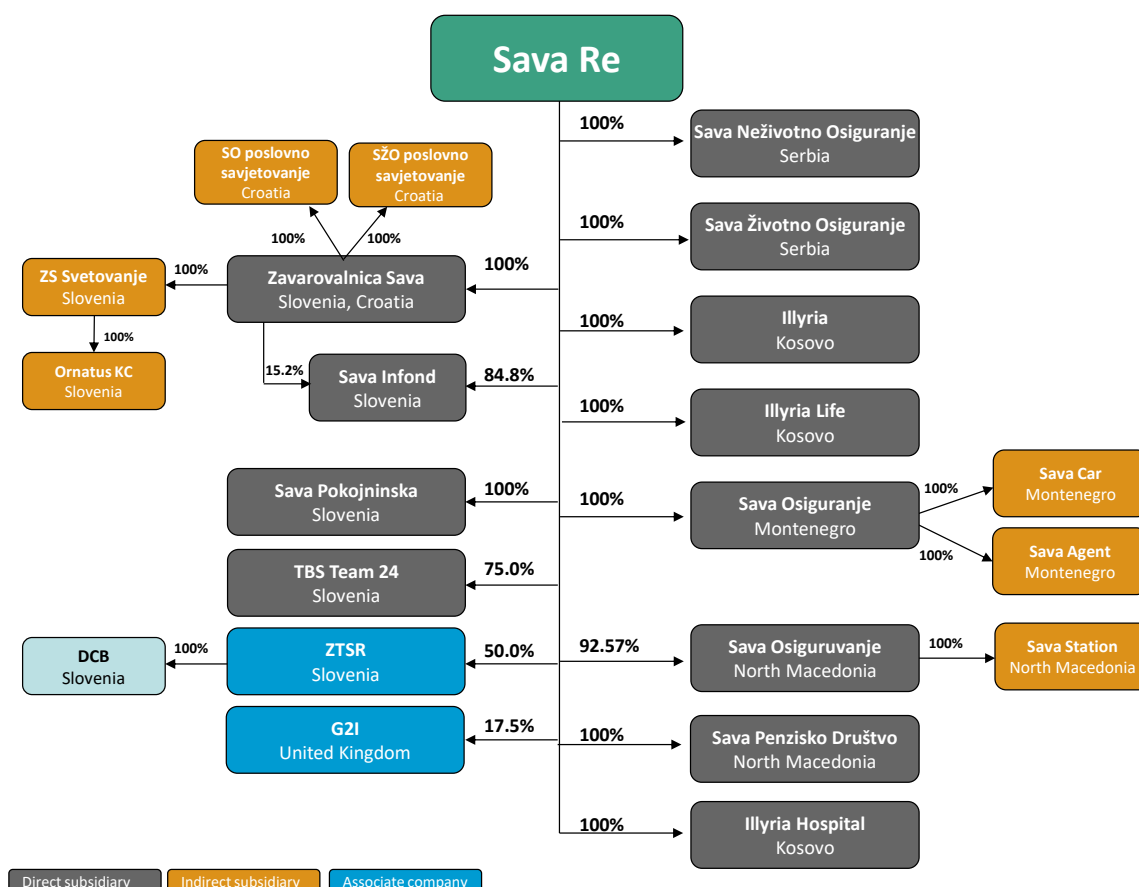 Sava Re
100%
Sava Neživotno Osiguranje
Serbia
SO poslovno
savjetovanje
Croatia
SŽO poslovno
savjetovanje
Croatia
100%
Sava Životno Osiguranje
Serbia
100%
100%
ZS Svetovanje
Slovenia
100%
Zavarovalnica Sava
Slovenia, Croatia
100%
100%
Illyria
Kosovo
100%
Ornatus KC
Slovenia
15.2%
Sava Infond
Slovenia
84.8%
100%
Illyria Life
Kosovo
Sava Pokojninska
Slovenia
100%
100%
Sava Osiguranje
Montenegro
100%
Sava Car
Montenegro
100%
Sava Agent
Montenegro
TBS Team 24
Slovenia
75.0%
DCB
Slovenia
100%
ZTSR
Slovenia
50.0%
92.57%
Sava Osiguruvanje
North Macedonia
100%
Sava Station
North Macedonia
G2I
United Kingdom
17.5%
100%
Sava Penzisko Društvo
North Macedonia
100%
Illyria Hospital
Kosovo
Direct subsidiary
Indirect subsidiary
Associate company